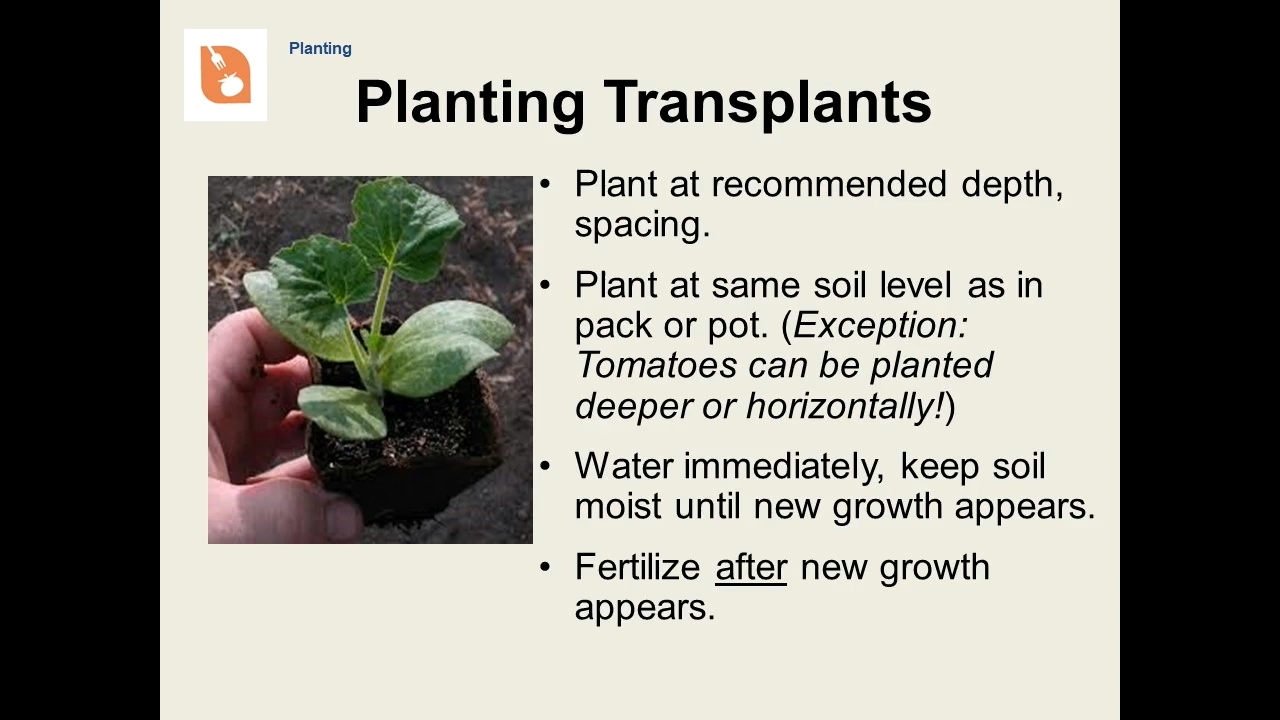 Planting
Planting Transplants
• Plant at recommended depth,
spacing.
• Plant at same soil level as in
pack or pot. (Exception:
Tomatoes can be planted
deeper or horizontally!)
• Water immediately, keep soil
moist until new growth appears.
• Fertilize after new growth
appears.